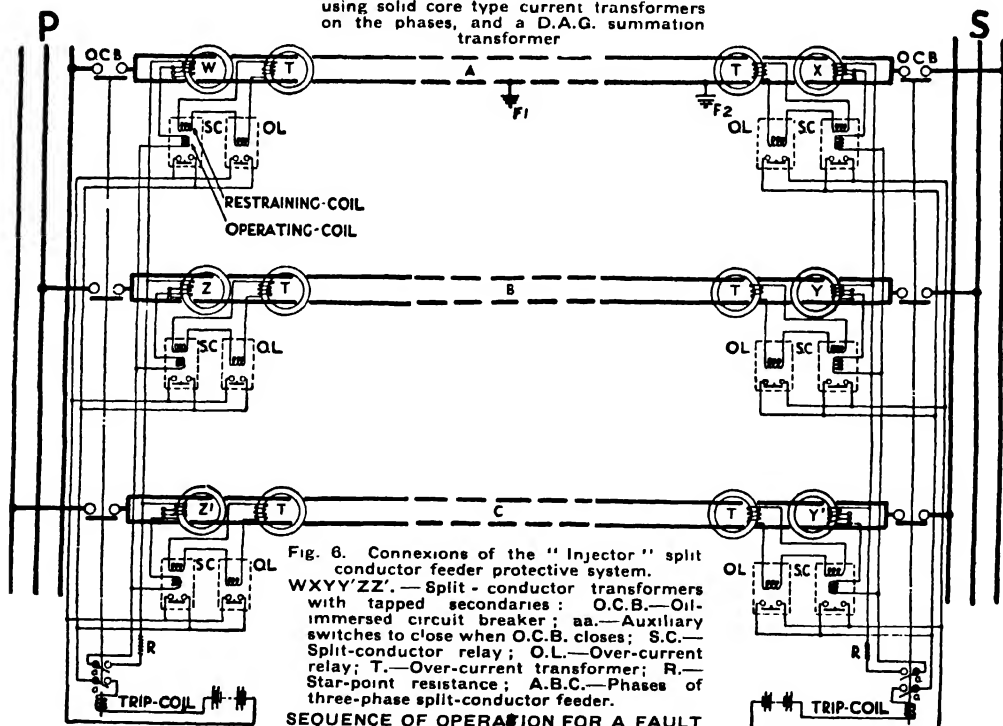 using solid core type current transformers
on the phases, and a D.A.G. summation
transformer
P
S
O.C.B
W
T
A
T
X
O C B
F1
F2
SC
OL
OL
SC
RESTRAINING-COIL
OPERATING-COIL
Z
T
B
T
Y
S.C
OL
OL
SC
Z'
T
C
T
Y'
SC
OL
OL
SC
Fig. 6. Connexions of the "Injector" split
conductor feeder protective system.
WXYY'ZZ'.—Split-conductor transformers
with tapped secondaries: O.C.B.—Oil-
immersed circuit breaker; aa.—Auxiliary
switches to close when O.C.B. closes; S.C.—
Split-conductor relay; O.L.—Over-current
relay; T.—Over-current transformer; R.—
Star-point resistance; A.B.C.—Phases of
three-phase split-conductor feeder.
R
R
TRIP-COIL
TRIP-COIL
SEQUENCE OF OPERATION FOR A FAULT